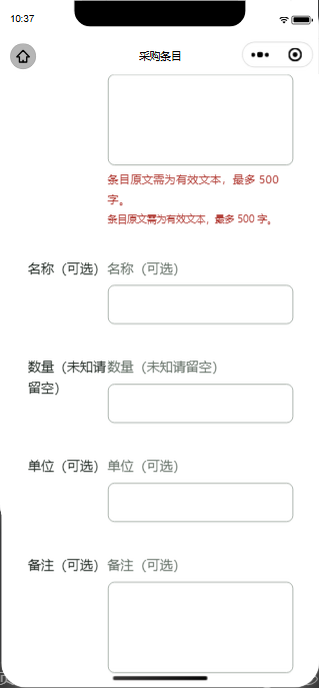 10:37
采购条目
条目原文需为有效文本，最多 500
字。
条目原文需为有效文本，最多 500 字。
名称（可选） 名称（可选）
数量（未知请 数量（未知请留空）
留空）
单位（可选） 单位（可选）
备注（可选） 备注（可选）